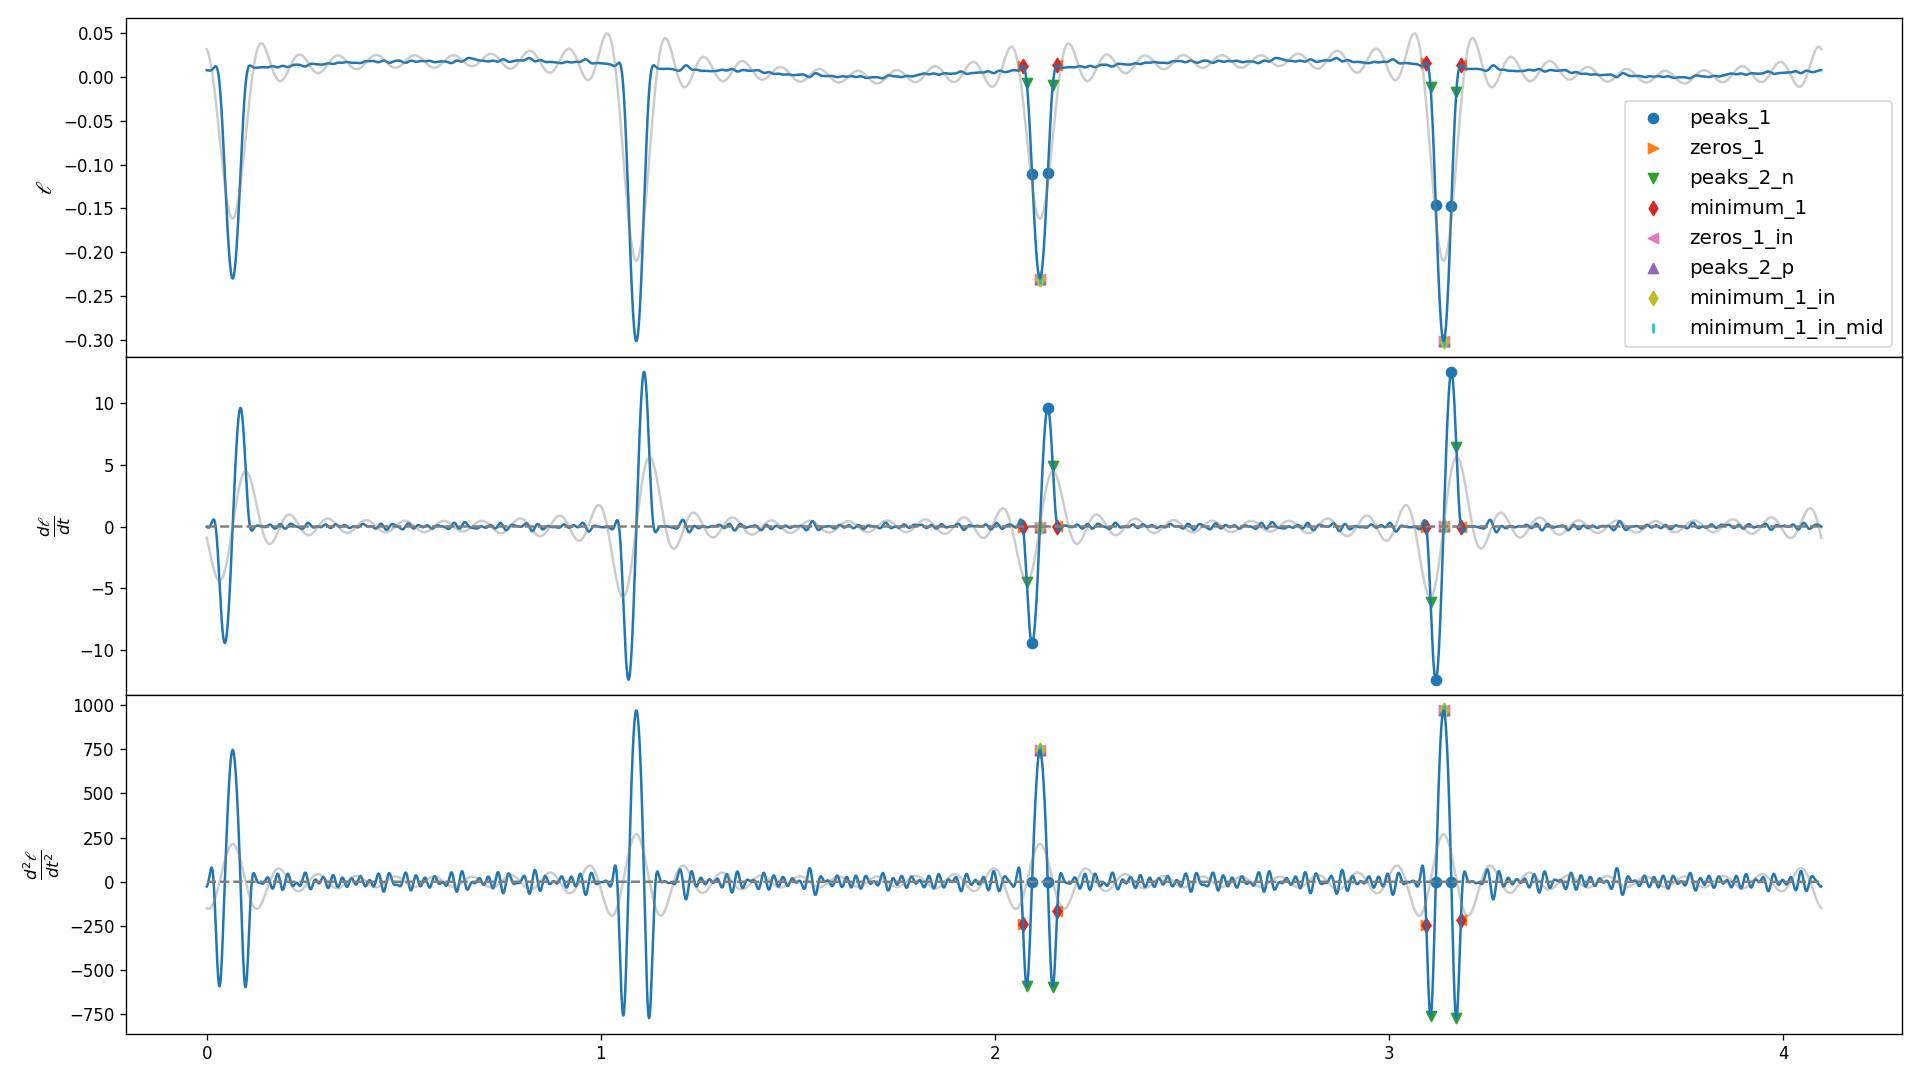 0.05
0.00
−0.05
−0.10
−0.15
−0.20
−0.25
−0.30
ℓ
peaks_1
zeros_1
peaks_2_n
minimum_1
zeros_1_in
peaks_2_p
minimum_1_in
minimum_1_in_mid
10
5
0
−5
−10
dℓ
dt
1000
750
500
250
0
−250
−500
−750
d²ℓ
dt²
0 1 2 3 4